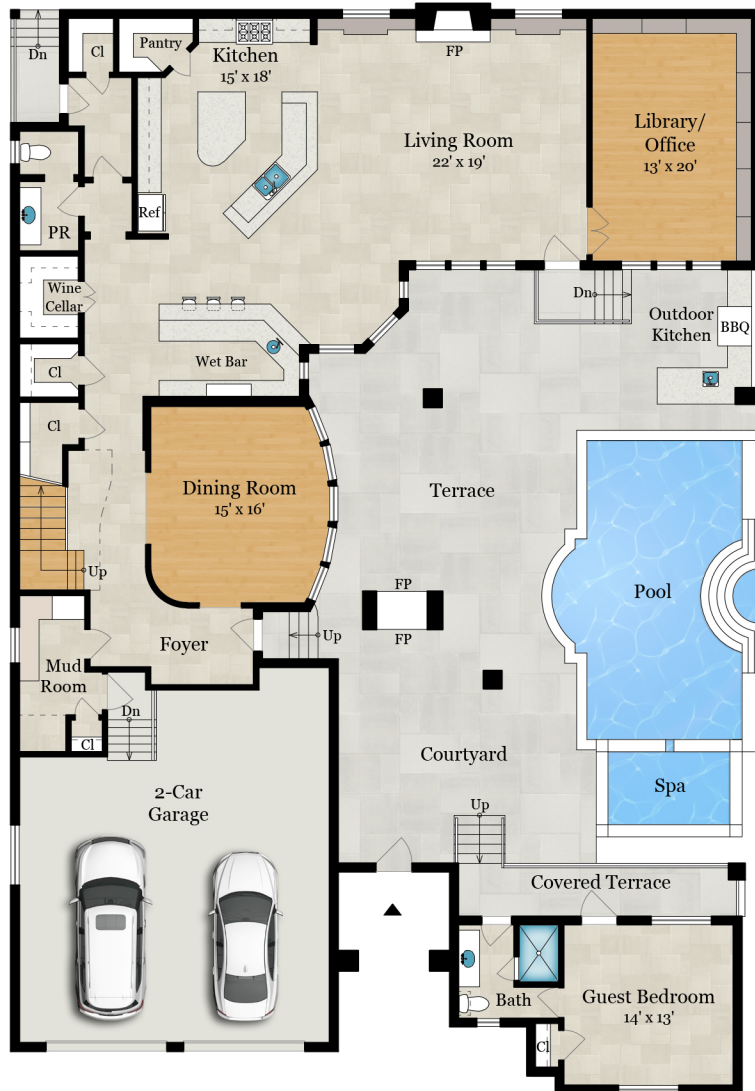 Dn
Cl
Pantry
Kitchen
15' x 18'
FP
Living Room
22' x 19'
Library/
Office
13' x 20'
Ref
PR
Wine
Cellar
Dn
Outdoor
Kitchen
BBQ
Wet Bar
Cl
Cl
Dining Room
15' x 16'
Terrace
Up
FP
FP
Pool
Foyer
Up
Mud
Room
Dn
Cl
Courtyard
Spa
2-Car
Garage
Up
Covered Terrace
Bath
Guest Bedroom
14' x 13'
Cl